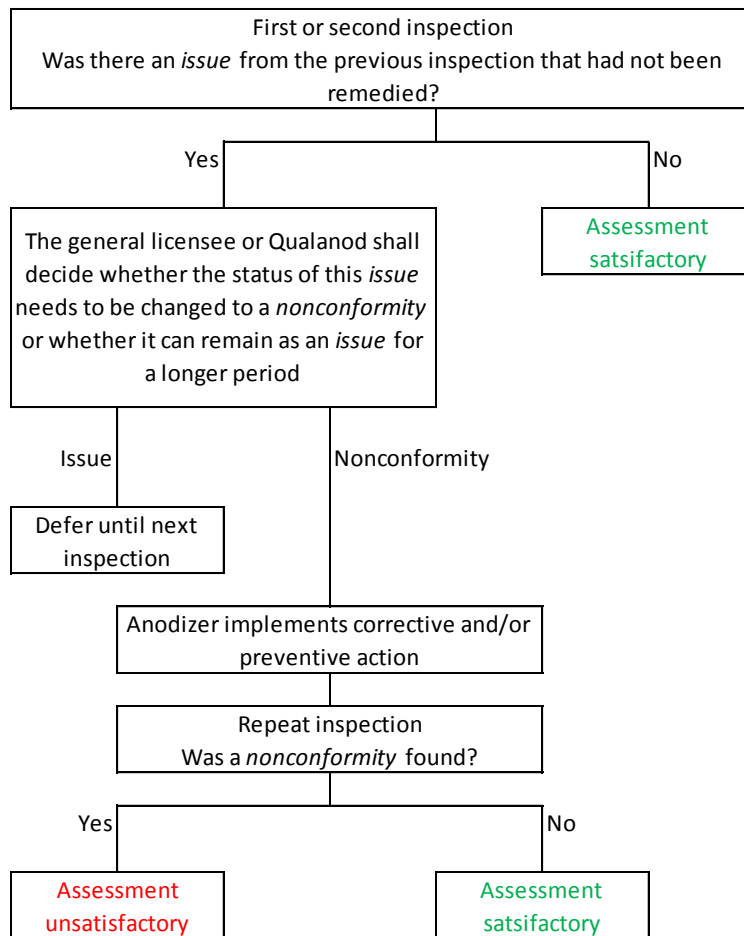 First or second inspection
Was there an issue from the previous inspection that had not been
remedied?
Yes
No
The general licensee or Qualanod shall
decide whether the status of this issue
needs to be changed to a nonconformity
or whether it can remain as an issue for
a longer period
Assessment
satsifactory
Issue
Nonconformity
Defer until next
inspection
Anodizer implements corrective and/or
preventive action
Repeat inspection
Was a nonconformity found?
Yes
No
Assessment
unsatisfactory
Assessment
satsifactory